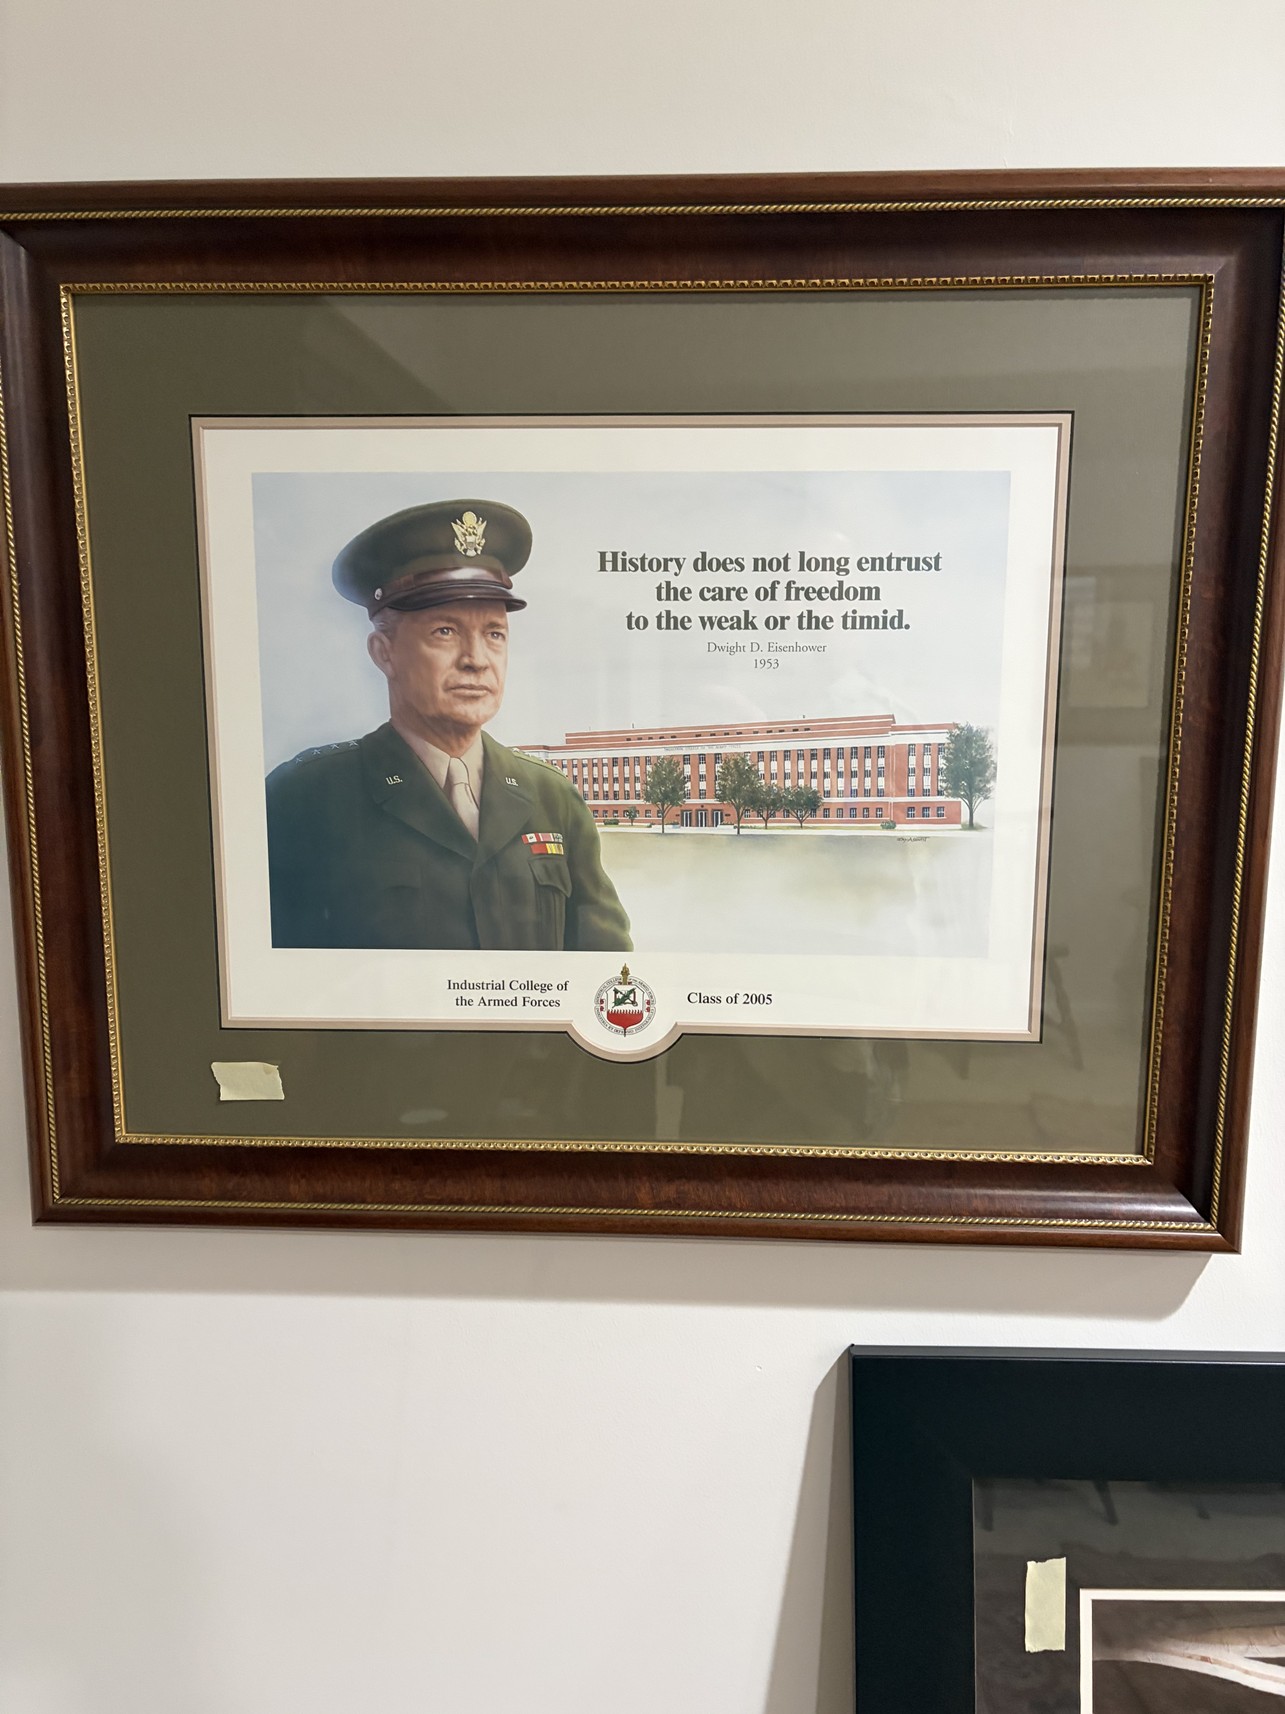 History does not long entrust
the care of freedom
to the weak or the timid.
Dwight D. Eisenhower
1953
U.S.
U.S.
Industrial College of
the Armed Forces
Class of 2005